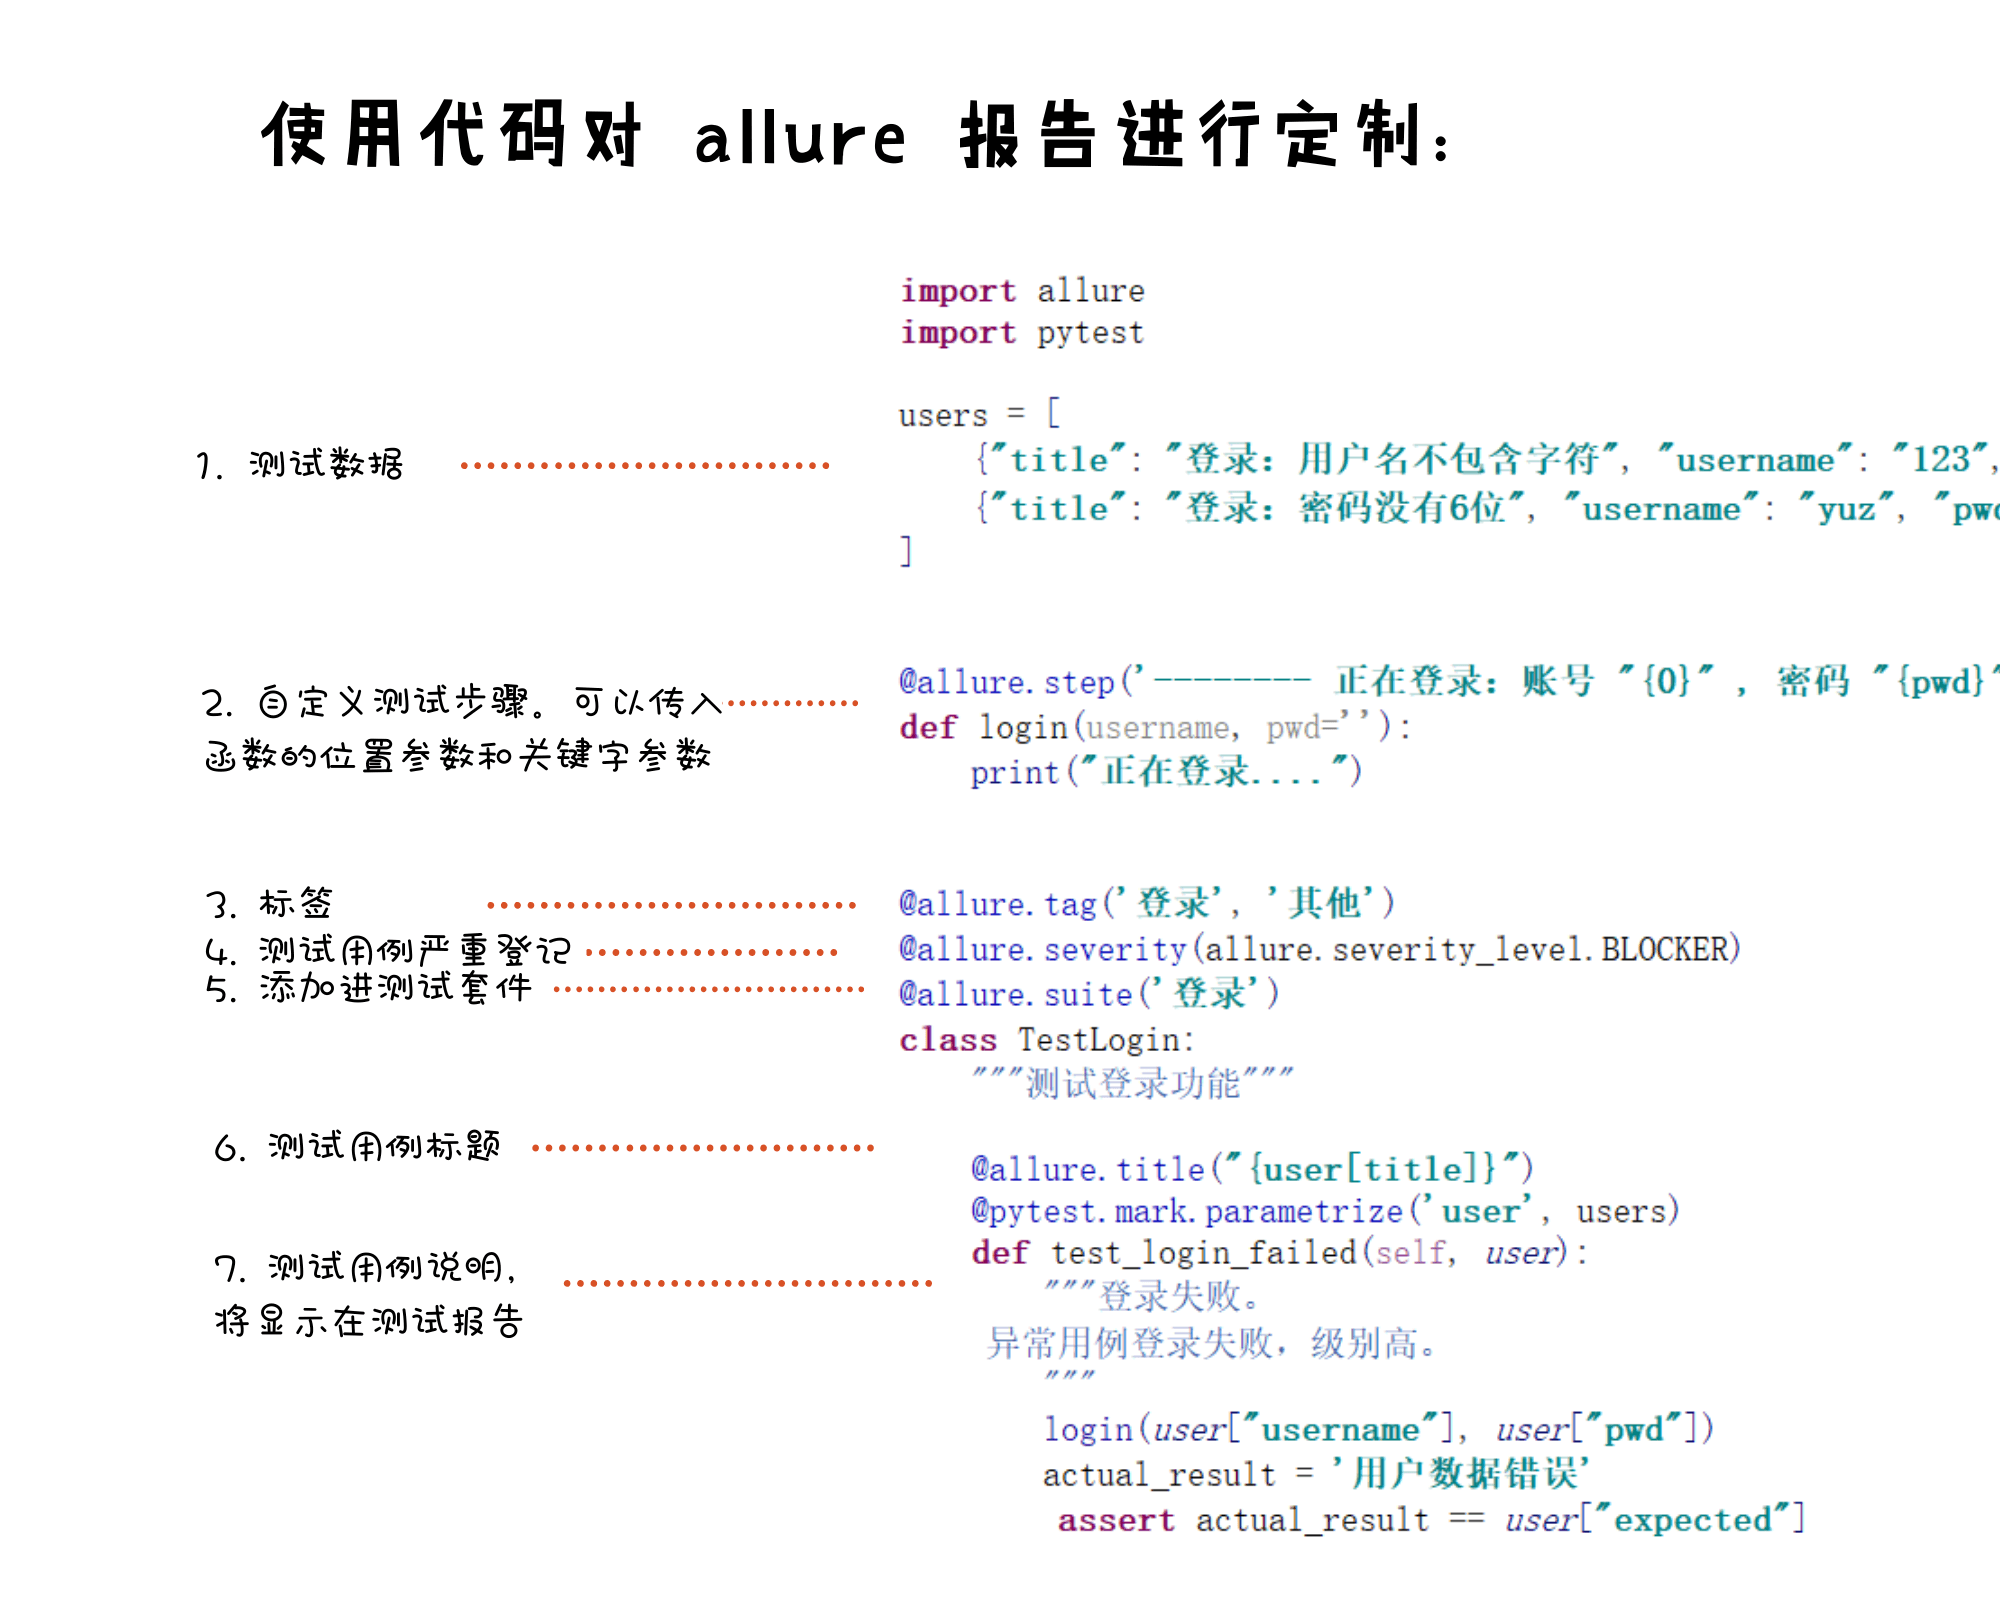 使用代码对 allure 报告进行定制：
import allure
import pytest
users = [
1. 测试数据
{"title": "登录：用户名不包含字符", "username": "123",
{"title": "登录：密码没有6位", "username": "yuz", "pwd
]
2. 自定义测试步骤。可以传入
函数的位置参数和关键字参数
@allure.step('-------- 正在登录：账号 "{0}" , 密码 "{pwd}"
def login(username, pwd=''):
print("正在登录....")
3. 标签
@allure.tag('登录', '其他')
4. 测试用例严重登记
@allure.severity(allure.severity_level.BLOCKER)
5. 添加进测试套件
@allure.suite('登录')
class TestLogin:
"""测试登录功能"""
6. 测试用例标题
@allure.title("{user[title]}")
@pytest.mark.parametrize('user', users)
def test_login_failed(self, user):
7. 测试用例说明,
将显示在测试报告
"""登录失败。
异常用例登录失败，级别高。
"""
login(user["username"], user["pwd"])
actual_result = '用户数据错误'
assert actual_result == user["expected"]